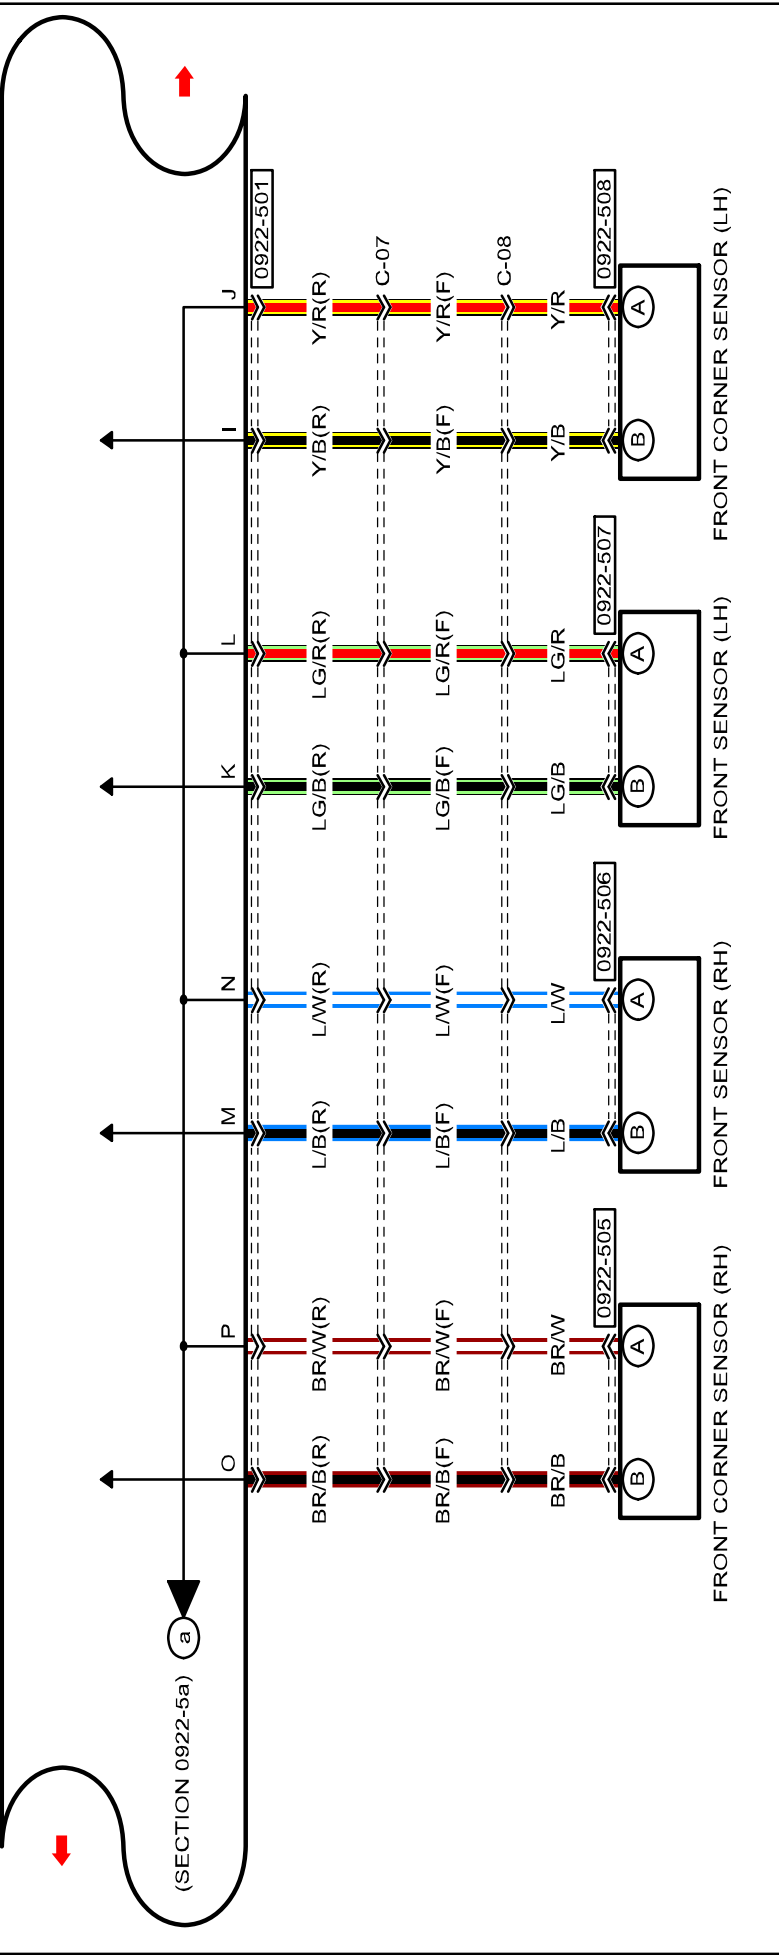 0922-501
C-07
C-08
0922-508
J
Y/R(R)
Y/R(F)
Y/R
A
I
Y/B(R)
Y/B(F)
Y/B
B
FRONT CORNER SENSOR (LH)
0922-507
L
LG/R(R)
LG/R(F)
LG/R
A
K
LG/B(R)
LG/B(F)
LG/B
B
FRONT SENSOR (LH)
0922-506
N
L/W(R)
L/W(F)
L/W
A
M
L/B(R)
L/B(F)
L/B
B
FRONT SENSOR (RH)
0922-505
P
BR/W(R)
BR/W(F)
BR/W
A
O
BR/B(R)
BR/B(F)
BR/B
B
FRONT CORNER SENSOR (RH)
a
(SECTION 0922-5a)